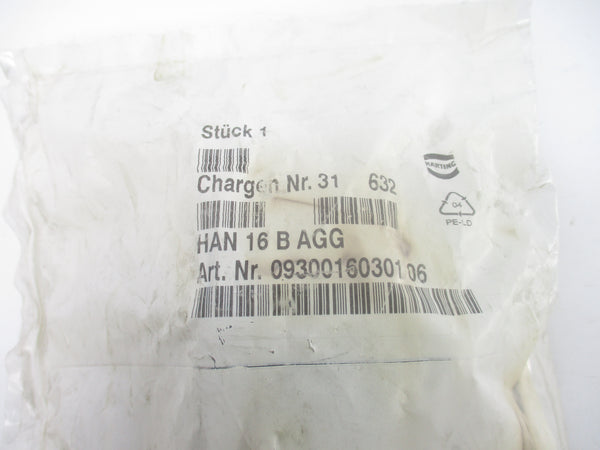 Stück 1
Chargen Nr. 31 632
HARTING
HAN 16 B AGG
Art. Nr. 09300160301 06
04
PE-LD